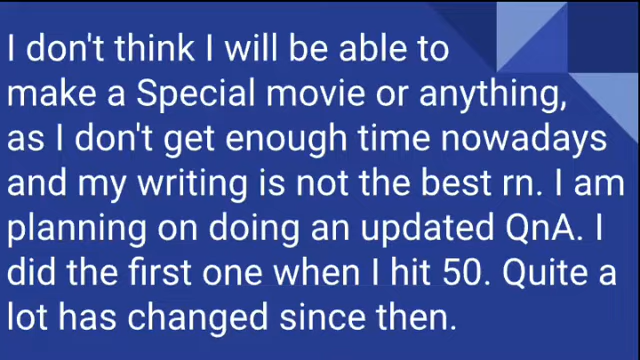 I don't think I will be able to
make a Special movie or anything,
as I don't get enough time nowadays
and my writing is not the best rn. I am
planning on doing an updated QnA. I
did the first one when I hit 50. Quite a
lot has changed since then.